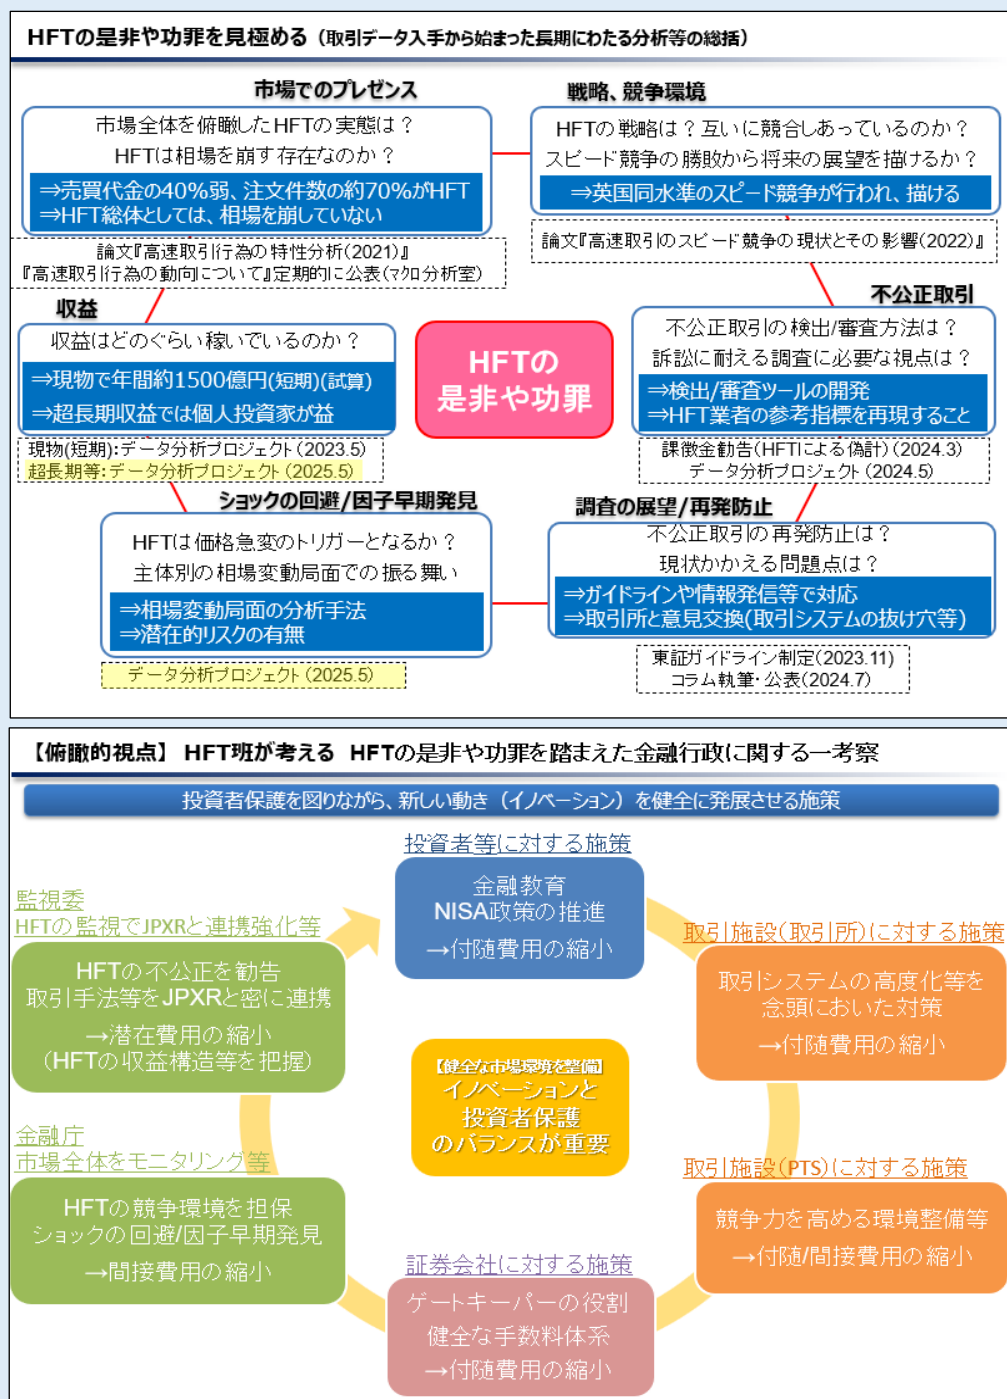 HFTの是非や功罪を見極める（取引データ入手から始まった長期にわたる分析等の総括）
市場でのプレゼンス
市場全体を俯瞰したHFTの実態は？
HFTは相場を崩す存在なのか？
⇒売買代金の40%弱、注文件数の約70%がHFT
⇒HFT総体としては、相場を崩していない
論文『高速取引行為の特性分析（2021）』
『高速取引行為の動向について』定期的に公表（マクロ分析室）
戦略、競争環境
HFTの戦略は？互いに競合しあっているのか？
スピード競争の勝敗から将来の展望を描けるか？
⇒英国同水準のスピード競争が行われ、描ける
論文『高速取引のスピード競争の現状とその影響（2022）』
収益
収益はどのぐらい稼いでいるのか？
⇒現物で年間約1500億円(短期)(試算)
⇒超長期収益では個人投資家が益
現物(短期)：データ分析プロジェクト（2023.5）
超長期等：データ分析プロジェクト（2025.5）
HFTの
是非や功罪
不公正取引
不公正取引の検出/審査方法は？
訴訟に耐える調査に必要な視点は？
⇒検出/審査ツールの開発
⇒HFT業者の参考指標を再現すること
課徴金勧告（HFTによる偽計）（2024.3）
データ分析プロジェクト（2024.5）
ショックの回避/因子早期発見
HFTは価格急変のトリガーとなるか？
主体別の相場変動局面での振る舞い
⇒相場変動局面の分析手法
⇒潜在的リスクの有無
データ分析プロジェクト（2025.5）
調査の展望/再発防止
不公正取引の再発防止は？
現状かかえる問題点は？
⇒ガイドラインや情報発信等で対応
⇒取引所と意見交換(取引システムの抜け穴等)
東証ガイドライン制定（2023.11）
コラム執筆・公表（2024.7）
【俯瞰的視点】 HFT班が考える HFTの是非や功罪を踏まえた金融行政に関する一考察
投資者保護を図りながら、新しい動き（イノベーション）を健全に発展させる施策
投資者等に対する施策
金融教育
NISA政策の推進
→付随費用の縮小
取引施設(取引所)に対する施策
取引システムの高度化等を
念頭においた対策
→付随費用の縮小
取引施設(PTS)に対する施策
競争力を高める環境整備等
→付随/間接費用の縮小
証券会社に対する施策
ゲートキーパーの役割
健全な手数料体系
→付随費用の縮小
金融庁
市場全体をモニタリング等
HFTの競争環境を担保
ショックの回避/因子早期発見
→間接費用の縮小
監視委
HFTの監視でJPXRと連携強化等
HFTの不公正を勧告
取引手法等をJPXRと密に連携
→潜在費用の縮小
(HFTの収益構造等を把握)
【健全な市場環境を整備】
イノベーションと
投資者保護
のバランスが重要